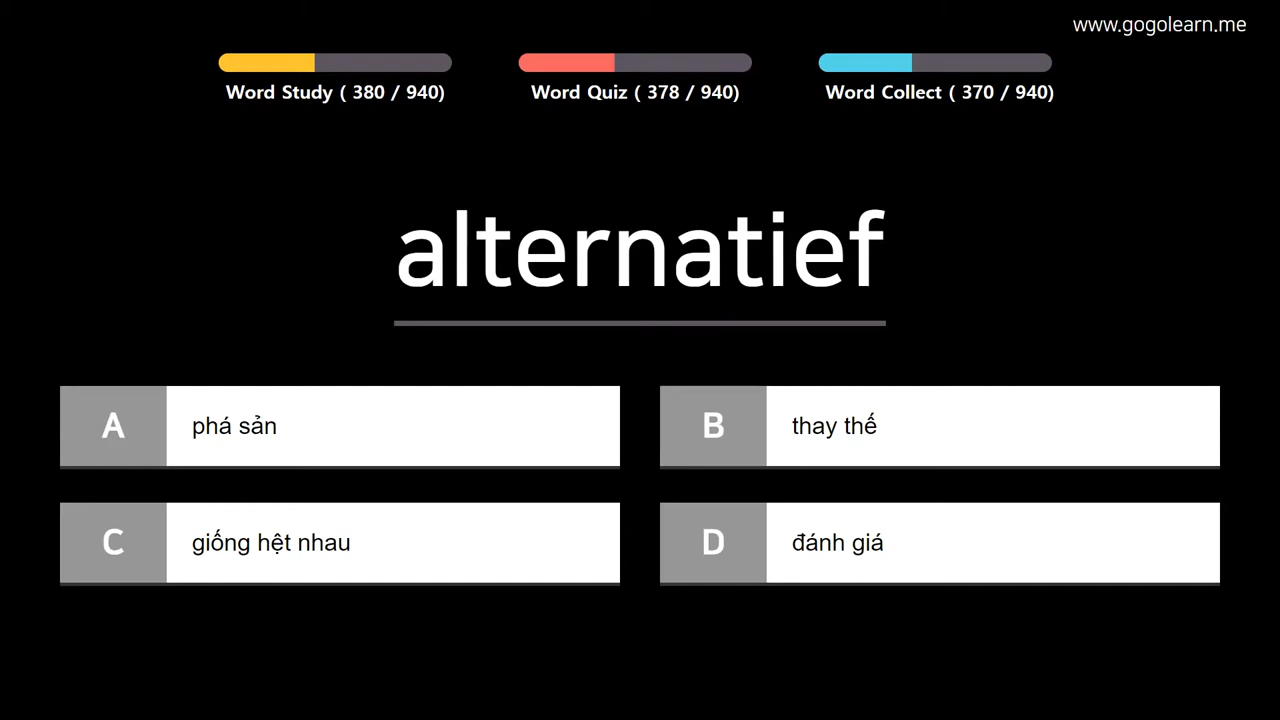 www.gogolearn.me
Word Study ( 380 / 940)
Word Quiz ( 378 / 940)
Word Collect ( 370 / 940)
alternatief
A phá sản
B thay thế
C giống hệt nhau
D đánh giá